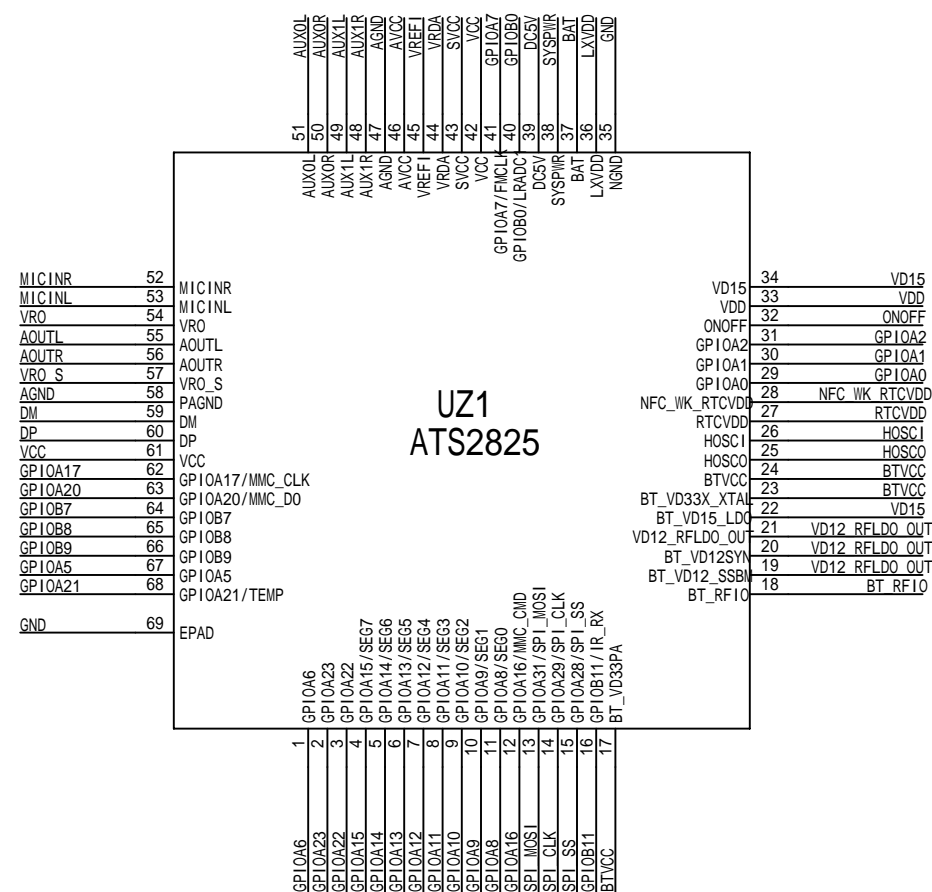 AUX0L
AUX0R
AUX1L
AUX1R
AGND
AVCC
VREFI
VRDA
SVCC
VCC
GPIOA7
GPIOB0
DC5V
SYSPWR
BAT
LXVDD
GND
51
50
49
48
47
46
45
44
43
42
41
40
39
38
37
36
35
AUX0L
AUX0R
AUX1L
AUX1R
AGND
AVCC
VREFI
VRDA
SVCC
VCC
GPIOA7/FMCLK
GPIOB0/LRADC1
DC5V
SYSPWR
BAT
LXVDD
NGND
MICINR 52 MICINR
MICINL 53 MICINL
VRO 54 VRO
AOUTL 55 AOUTL
AOUTR 56 AOUTR
VRO_S 57 VRO_S
AGND 58 PAGND
DM 59 DM
DP 60 DP
VCC 61 VCC
GPIOA17 62 GPIOA17/MMC_CLK
GPIOA20 63 GPIOA20/MMC_D0
GPIOB7 64 GPIOB7
GPIOB8 65 GPIOB8
GPIOB9 66 GPIOB9
GPIOA5 67 GPIOA5
GPIOA21 68 GPIOA21/TEMP
GND 69 EPAD
UZ1
ATS2825
VD15 34 VD15
VDD 33 VDD
ONOFF 32 ONOFF
GPIOA2 31 GPIOA2
GPIOA1 30 GPIOA1
GPIOA0 29 GPIOA0
NFC_WK_RTCVDD 28 NFC_WK_RTCVDD
RTCVDD 27 RTCVDD
HOSCI 26 HOSCI
HOSCO 25 HOSCO
BTVCC 24 BTVCC
BT_VD33X_XTAL 23 BTVCC
BT_VD15_LDO 22 VD15
VD12_RFLDO_OUT 21 VD12_RFLDO_OUT
BT_VD12SYN 20 VD12_RFLDO_OUT
BT_VD12_SSBM 19 VD12_RFLDO_OUT
BT_RFIO 18 BT_RFIO
GPIOA6
GPIOA23
GPIOA22
GPIOA15/SEG7
GPIOA14/SEG6
GPIOA13/SEG5
GPIOA12/SEG4
GPIOA11/SEG3
GPIOA10/SEG2
GPIOA9/SEG1
GPIOA8/SEG0
GPIOA16/MMC_CMD
GPIOA31/SPI_MOSI
GPIOA29/SPI_CLK
GPIOA28/SPI_SS
GPIOB11/IR_RX
BT_VD33PA
1
2
3
4
5
6
7
8
9
10
11
12
13
14
15
16
17
GPIOA6
GPIOA23
GPIOA22
GPIOA15
GPIOA14
GPIOA13
GPIOA12
GPIOA11
GPIOA10
GPIOA9
GPIOA8
GPIOA16
SPI_MOSI
SPI_CLK
SPI_SS
GPIOB11
BTVCC